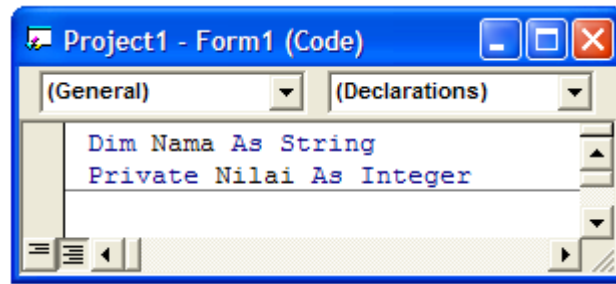 Project1 - Form1 (Code)
(General) (Declarations)
Dim Nama As String
Private Nilai As Integer